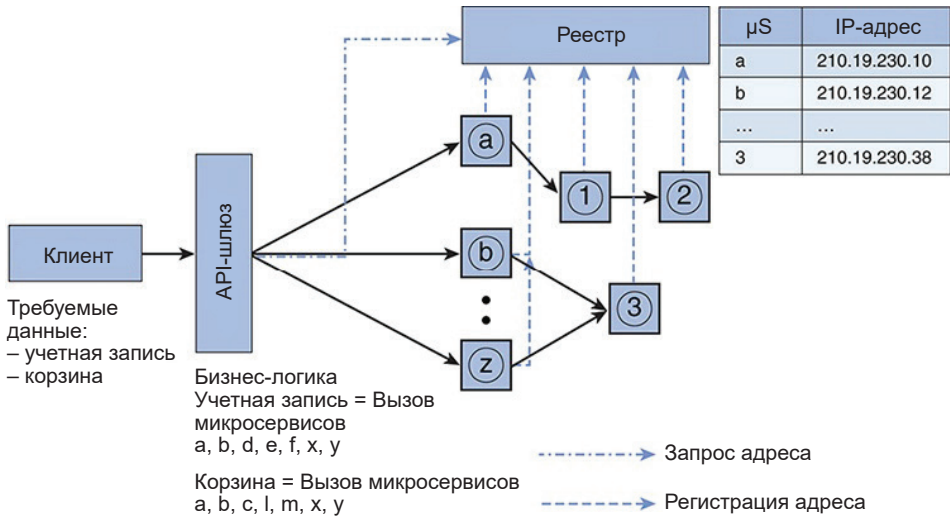 Реестр
µS IP-адрес
a 210.19.230.10
b 210.19.230.12
... ...
3 210.19.230.38
a
1
2
Клиент
API-шлюз
b
3
z
Требуемые
данные:
– учетная запись
– корзина
Бизнес-логика
Учетная запись = Вызов
микросервисов
a, b, d, e, f, x, y
Корзина = Вызов микросервисов
a, b, c, l, m, x, y
Запрос адреса
Регистрация адреса